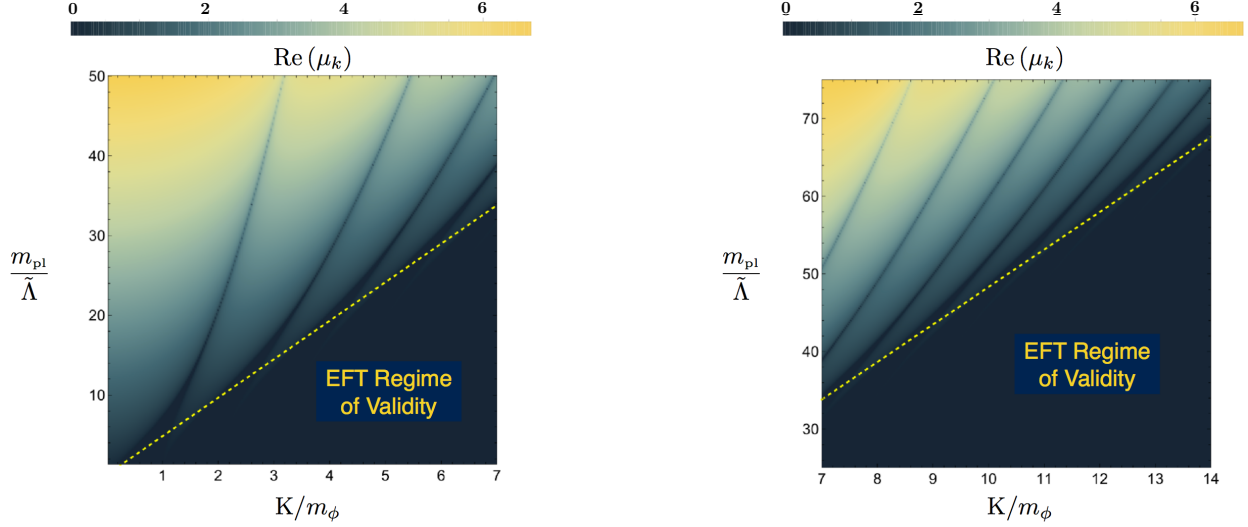 0 2 4 6
Re (μₖ)
50
40
30
20
10
m_pl
Λ̃
EFT Regime
of Validity
1 2 3 4 5 6 7
K/m_ϕ
0 2 4 6
Re (μₖ)
70
60
50
40
30
m_pl
Λ̃
EFT Regime
of Validity
7 8 9 10 11 12 13 14
K/m_ϕ